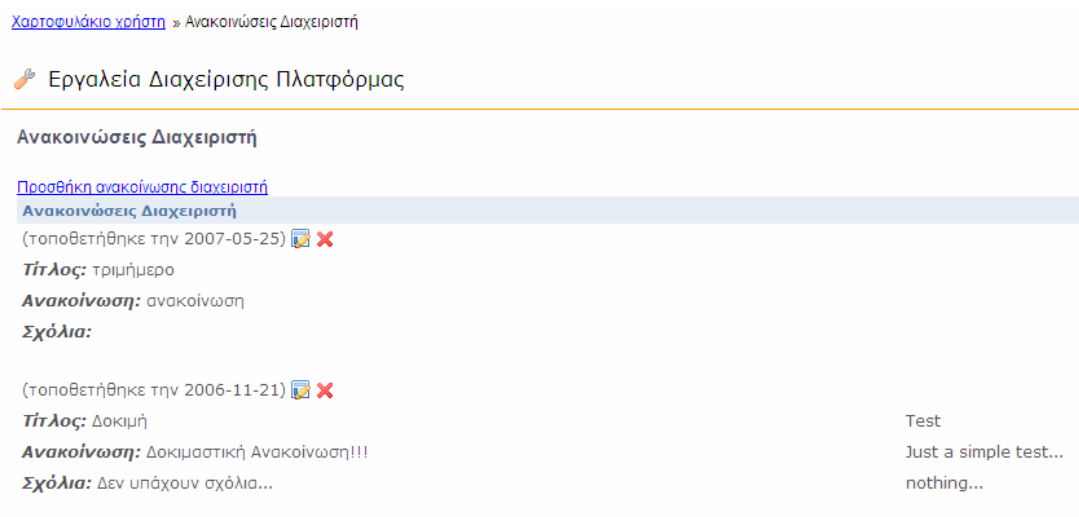 Χαρτοφυλάκιο χρήστη » Ανακοινώσεις Διαχειριστή
Εργαλεία Διαχείρισης Πλατφόρμας
Ανακοινώσεις Διαχειριστή
Προσθήκη ανακοίνωσης διαχειριστή
Ανακοινώσεις Διαχειριστή
(τοποθετήθηκε την 2007-05-25)
Τίτλος: τριμήμερο
Ανακοίνωση: ανακοίνωση
Σχόλια:
(τοποθετήθηκε την 2006-11-21)
Τίτλος: Δοκιμή Test
Ανακοίνωση: Δοκιμαστική Ανακοίνωση!!! Just a simple test...
Σχόλια: Δεν υπάχουν σχόλια... nothing...